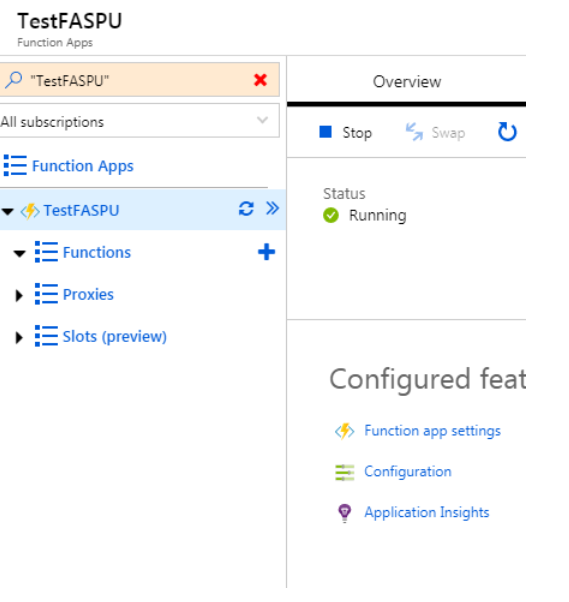 TestFASPU
Function Apps
"TestFASPU"
All subscriptions
Function Apps
TestFASPU
Functions
Proxies
Slots (preview)
Overview
Stop
Swap
Status
Running
Configured feat
Function app settings
Configuration
Application Insights